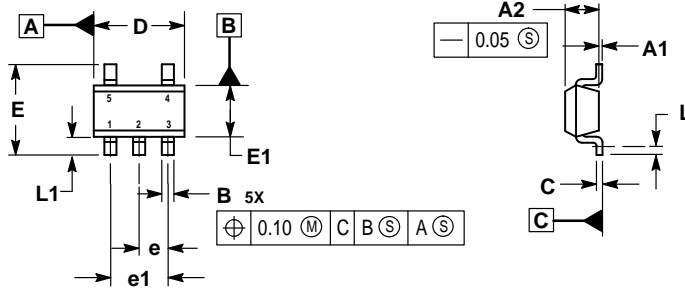 A
D
B
A2
0.05 Ⓢ
A1
E
5 4
1 2 3
L
L1
E1
B 5X
C
⌖ 0.10 Ⓜ C B Ⓢ A Ⓢ
C
e
e1